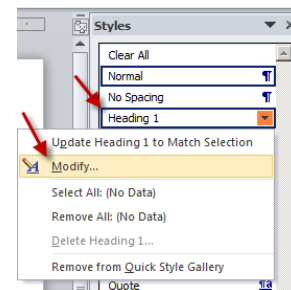 Styles
Clear All
Normal ¶
No Spacing ¶
Heading 1
Update Heading 1 to Match Selection
Modify...
Select All: (No Data)
Remove All: (No Data)
Delete Heading 1...
Remove from Quick Style Gallery
Quote ¶a